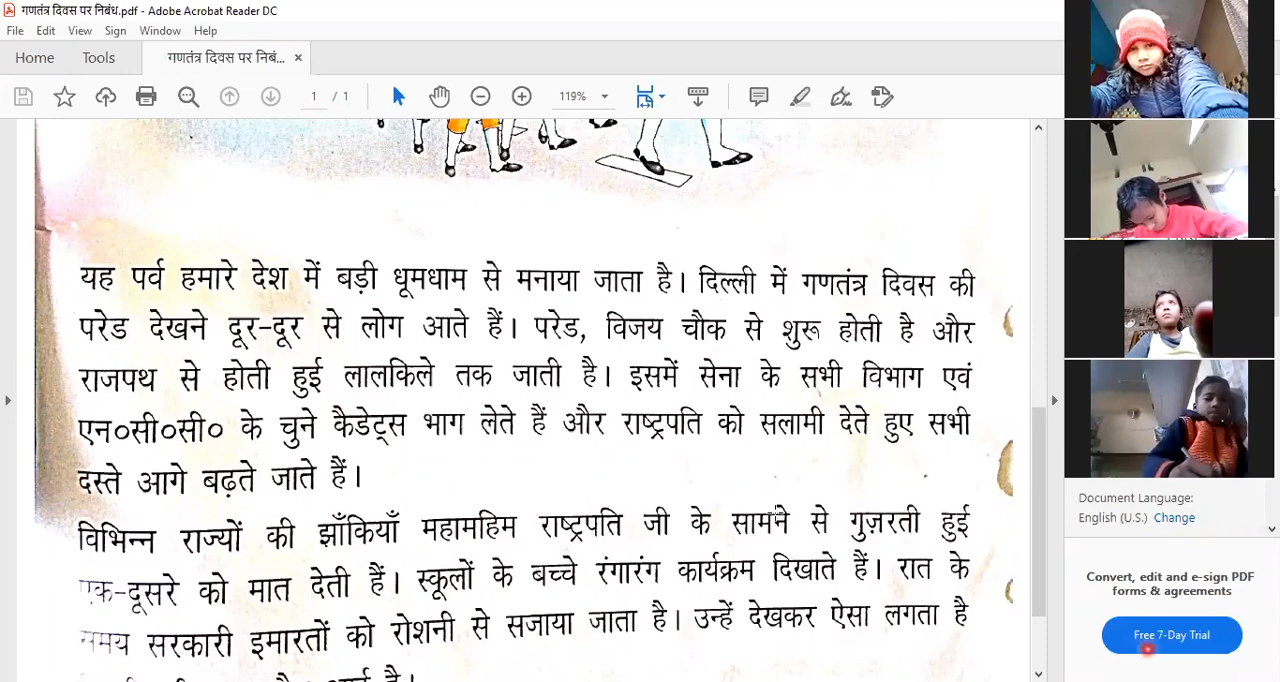 गणतंत्र दिवस पर निबंध.pdf - Adobe Acrobat Reader DC
File Edit View Sign Window Help
Home Tools गणतंत्र दिवस पर निबं... ×
1 / 1 119%
यह पर्व हमारे देश में बड़ी धूमधाम से मनाया जाता है। दिल्ली में गणतंत्र दिवस की
परेड देखने दूर-दूर से लोग आते हैं। परेड, विजय चौक से शुरू होती है और
राजपथ से होती हुई लालकिले तक जाती है। इसमें सेना के सभी विभाग एवं
एन०सी०सी० के चुने कैडेट्स भाग लेते हैं और राष्ट्रपति को सलामी देते हुए सभी
दस्ते आगे बढ़ते जाते हैं।
विभिन्न राज्यों की झाँकियाँ महामहिम राष्ट्रपति जी के सामने से गुज़रती हुई
एक-दूसरे को मात देती हैं। स्कूलों के बच्चे रंगारंग कार्यक्रम दिखाते हैं। रात के
समय सरकारी इमारतों को रोशनी से सजाया जाता है। उन्हें देखकर ऐसा लगता है
Document Language:
English (U.S.) Change
Convert, edit and e-sign PDF
forms & agreements
Free 7-Day Trial